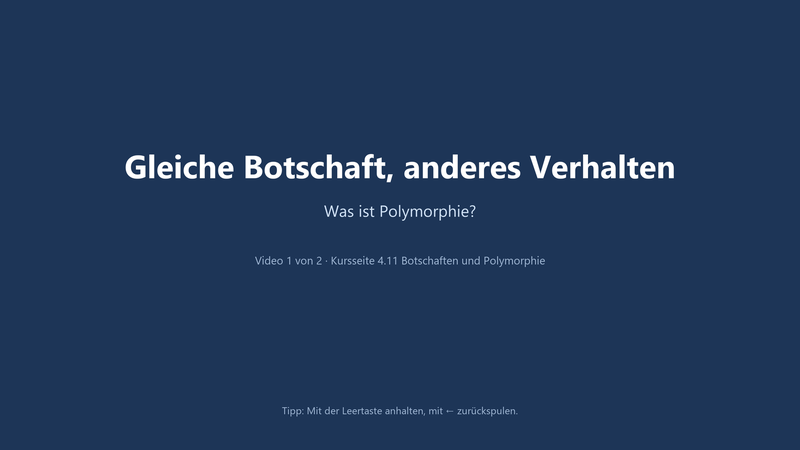 Gleiche Botschaft, anderes Verhalten
Was ist Polymorphie?
Video 1 von 2 · Kursseite 4.11 Botschaften und Polymorphie
Tipp: Mit der Leertaste anhalten, mit ← zurückspulen.